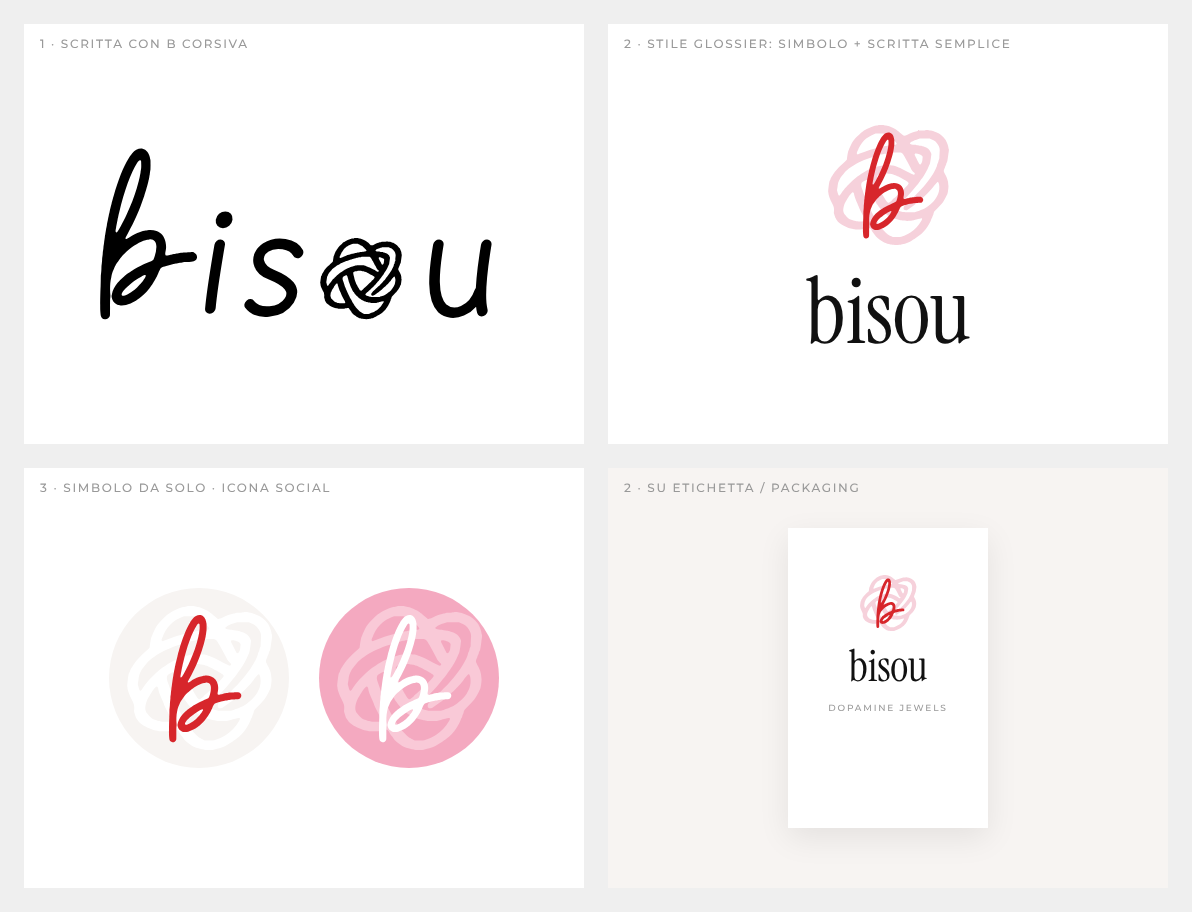 1 · SCRITTA CON B CORSIVA
bisou
2 · STILE GLOSSIER: SIMBOLO + SCRITTA SEMPLICE
b
bisou
3 · SIMBOLO DA SOLO · ICONA SOCIAL
b
b
2 · SU ETICHETTA / PACKAGING
b
bisou
DOPAMINE JEWELS